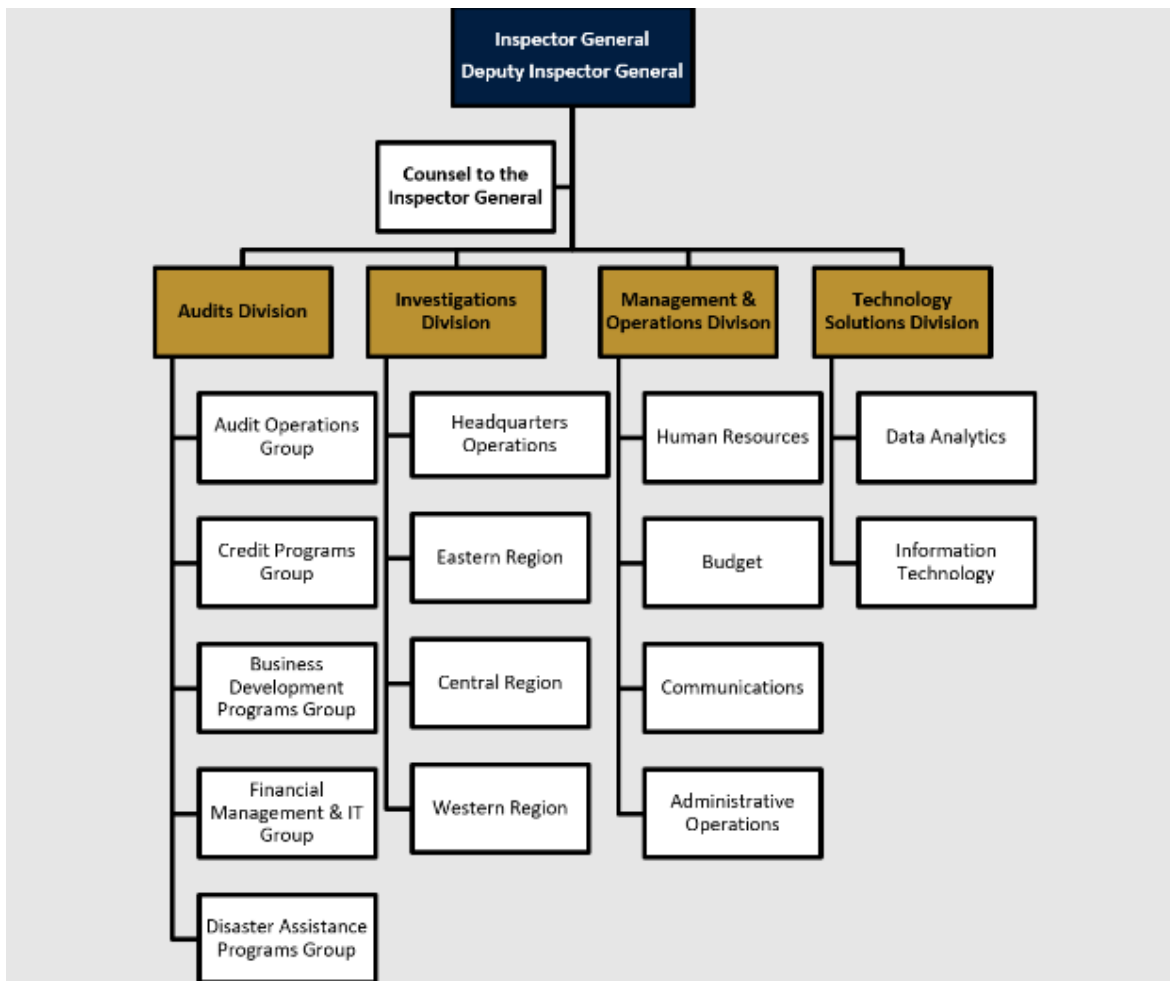 Inspector General
Deputy Inspector General
Counsel to the
Inspector General
Audits Division
Investigations
Division
Management &
Operations Divison
Technology
Solutions Division
Audit Operations
Group
Headquarters
Operations
Human Resources
Data Analytics
Credit Programs
Group
Eastern Region
Budget
Information
Technology
Business
Development
Programs Group
Central Region
Communications
Financial
Management & IT
Group
Western Region
Administrative
Operations
Disaster Assistance
Programs Group